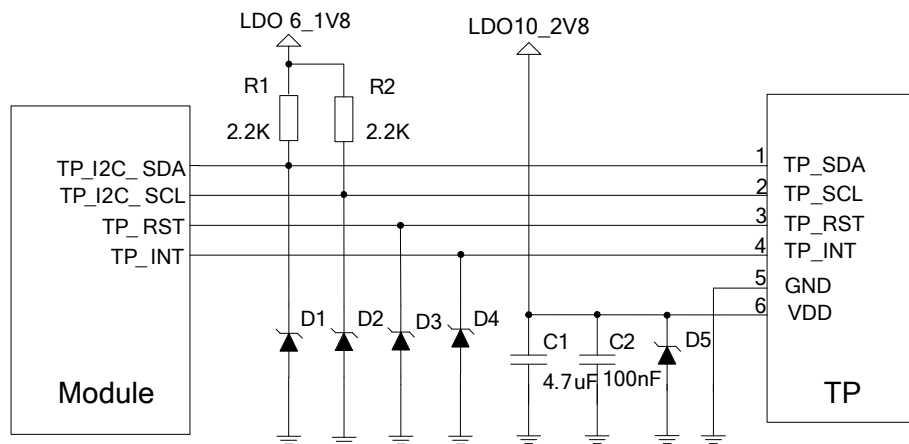 LDO 6_1V8
LDO10_2V8
R1
R2
2.2K
2.2K
TP_I2C_ SDA
TP_I2C_ SCL
TP_ RST
TP_ INT
1
2
3
4
5
6
TP_SDA
TP_SCL
TP_RST
TP_INT
GND
VDD
D1
D2
D3
D4
C1
C2
D5
4.7uF
100nF
Module
TP